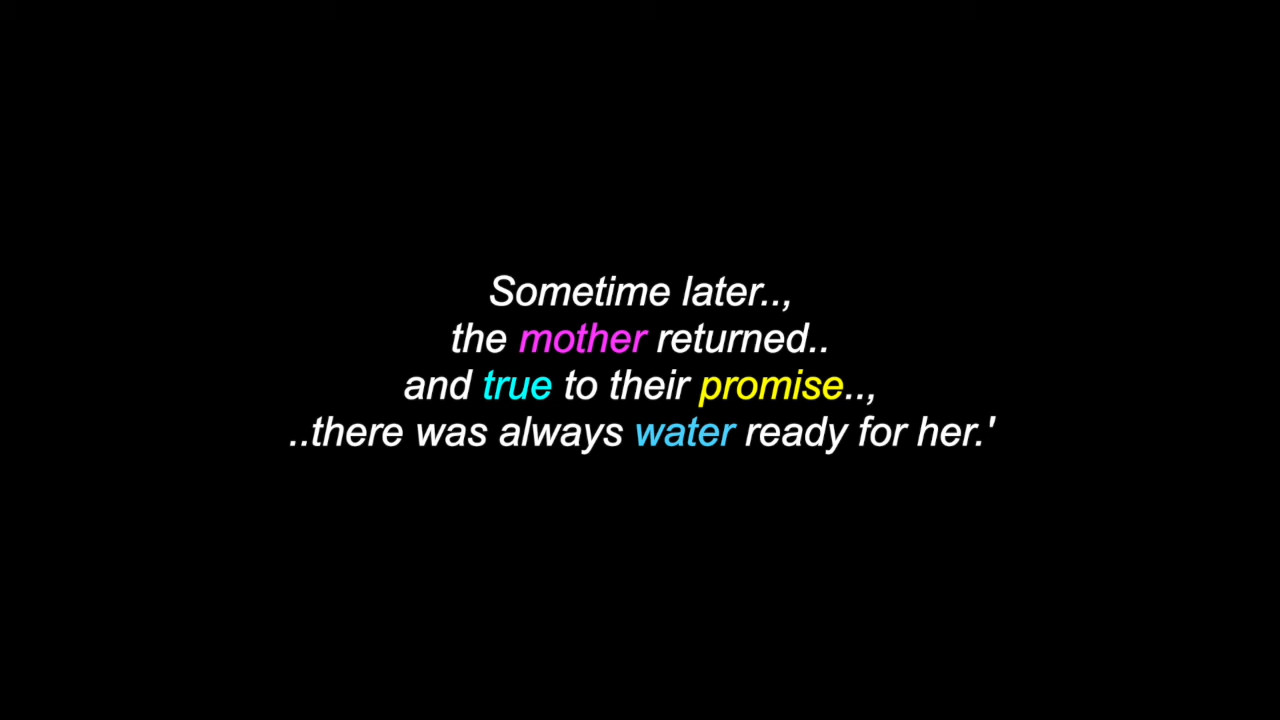 Sometime later..,
the mother returned..
and true to their promise..,
..there was always water ready for her.'